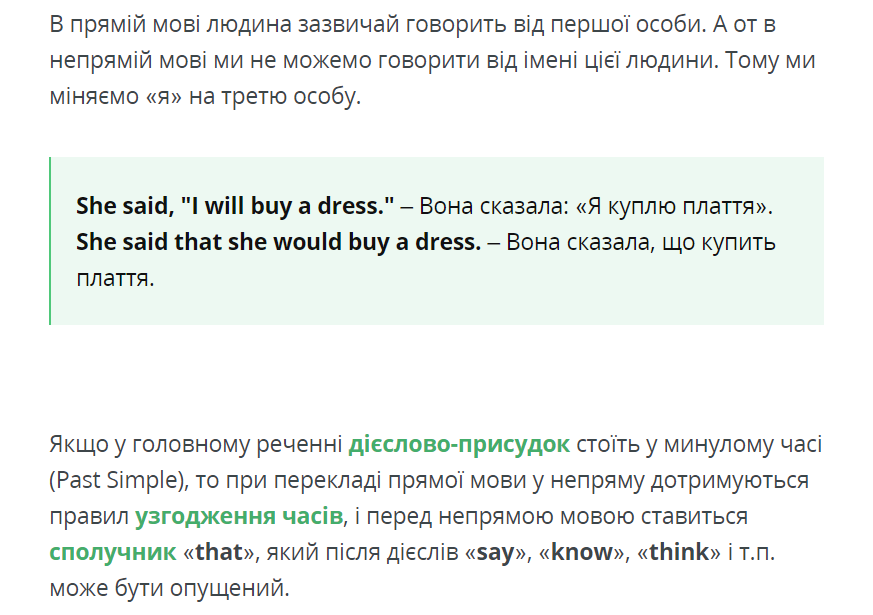 В прямій мові людина зазвичай говорить від першої особи. А от в
непрямій мові ми не можемо говорити від імені цієї людини. Тому ми
міняємо «я» на третю особу.
She said, "I will buy a dress." – Вона сказала: «Я куплю плаття».
She said that she would buy a dress. – Вона сказала, що купить
плаття.
Якщо у головному реченні дієслово-присудок стоїть у минулому часі
(Past Simple), то при перекладі прямої мови у непряму дотримуються
правил узгодження часів, і перед непрямою мовою ставиться
сполучник «that», який після дієслів «say», «know», «think» і т.п.
може бути опущений.